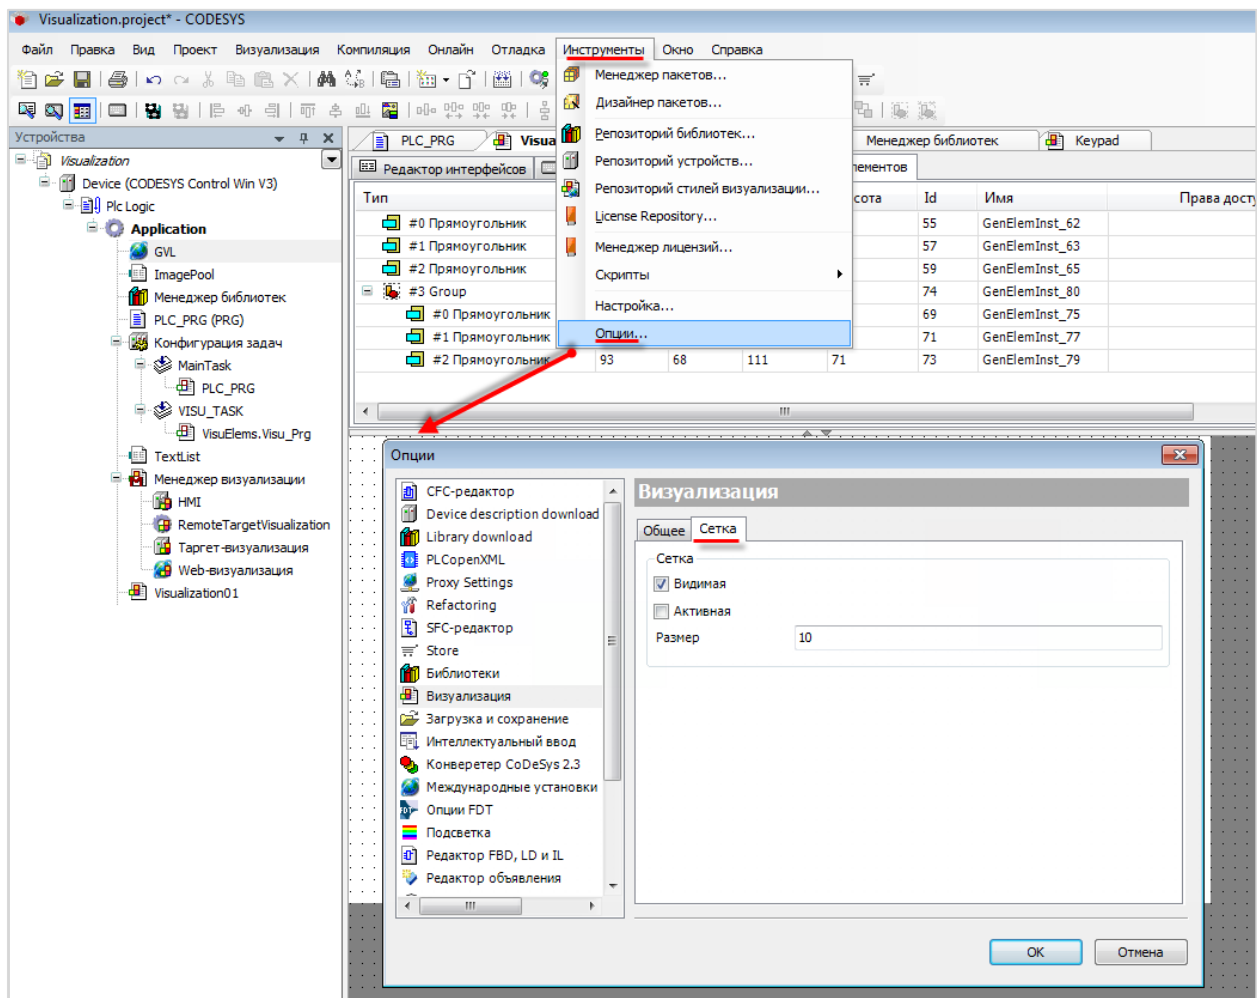 Visualization.project* - CODESYS
Файл Правка Вид Проект Визуализация Компиляция Онлайн Отладка Инструменты Окно Справка
Менеджер пакетов...
Дизайнер пакетов...
Репозиторий библиотек...
Репозиторий устройств...
Репозиторий стилей визуализации...
License Repository...
Менеджер лицензий...
Скрипты
Настройка...
Опции...
Устройства
Visualization
Device (CODESYS Control Win V3)
Plc Logic
Application
GVL
ImagePool
Менеджер библиотек
PLC_PRG (PRG)
Конфигурация задач
MainTask
PLC_PRG
VISU_TASK
VisuElems.Visu_Prg
TextList
Менеджер визуализации
HMI
RemoteTargetVisualization
Таргет-визуализация
Web-визуализация
Visualization01
PLC_PRG Visua Менеджер библиотек Keypad
Редактор интерфейсов лементов
Тип сота Id Имя Права дост
#0 Прямоугольник 55 GenElemInst_62
#1 Прямоугольник 57 GenElemInst_63
#2 Прямоугольник 59 GenElemInst_65
#3 Group 74 GenElemInst_80
#0 Прямоугольник 69 GenElemInst_75
#1 Прямоугольник 71 GenElemInst_77
#2 Прямоугольник 93 68 111 71 73 GenElemInst_79
Опции
CFC-редактор
Device description download
Library download
PLCopenXML
Proxy Settings
Refactoring
SFC-редактор
Store
Библиотеки
Визуализация
Загрузка и сохранение
Интеллектуальный ввод
Конверетер CoDeSys 2.3
Международные установки
Опции FDT
Подсветка
Редактор FBD, LD и IL
Редактор объявления
Визуализация
Общее Сетка
Сетка
Видимая
Активная
Размер 10
OK Отмена